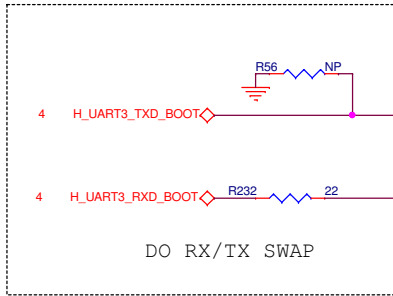 R56 NP
4 H_UART3_TXD_BOOT
4 H_UART3_RXD_BOOT R232 22
DO RX/TX SWAP